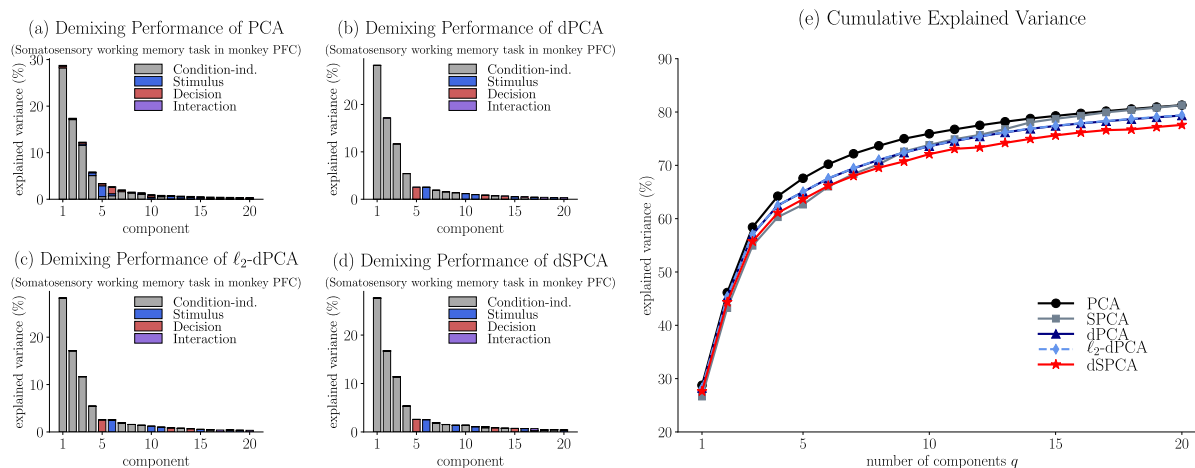 (a) Demixing Performance of PCA
(Somatosensory working memory task in monkey PFC)
explained variance (%)
30
20
10
0
Condition-ind.
Stimulus
Decision
Interaction
1
5
10
15
20
component
(b) Demixing Performance of dPCA
(Somatosensory working memory task in monkey PFC)
explained variance (%)
20
10
0
Condition-ind.
Stimulus
Decision
Interaction
1
5
10
15
20
component
(c) Demixing Performance of ℓ₂-dPCA
(Somatosensory working memory task in monkey PFC)
explained variance (%)
20
10
0
Condition-ind.
Stimulus
Decision
Interaction
1
5
10
15
20
component
(d) Demixing Performance of dSPCA
(Somatosensory working memory task in monkey PFC)
explained variance (%)
20
10
0
Condition-ind.
Stimulus
Decision
Interaction
1
5
10
15
20
component
(e) Cumulative Explained Variance
explained variance (%)
90
80
70
60
50
40
30
20
PCA
SPCA
dPCA
ℓ₂-dPCA
dSPCA
1
5
10
15
20
number of components q